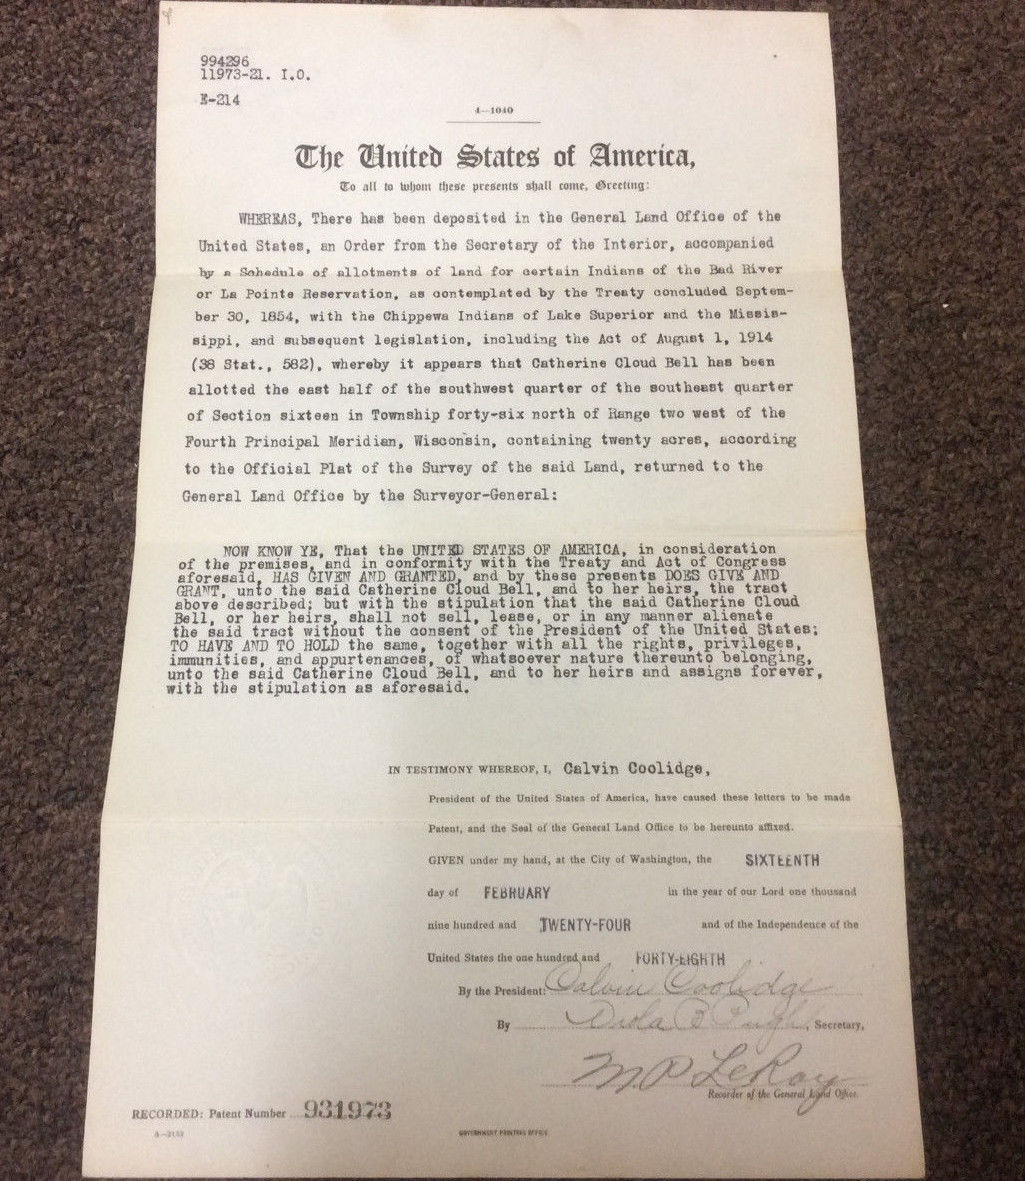 994296
11973-21. I.O.
E-214
4—1040
The United States of America,
To all to whom these presents shall come, Greeting:
WHEREAS, There has been deposited in the General Land Office of the
United States, an Order from the Secretary of the Interior, accompanied
by a Schedule of allotments of land for certain Indians of the Bad River
or La Pointe Reservation, as contemplated by the Treaty concluded Septem-
ber 30, 1854, with the Chippewa Indians of Lake Superior and the Missis-
sippi, and subsequent legislation, including the Act of August 1, 1914
(38 Stat., 582), whereby it appears that Catherine Cloud Bell has been
allotted the east half of the southwest quarter of the southeast quarter
of Section sixteen in Township forty-six north of Range two west of the
Fourth Principal Meridian, Wisconsin, containing twenty acres, according
to the Official Plat of the Survey of the said Land, returned to the
General Land Office by the Surveyor-General:
NOW KNOW YE, That the UNITED STATES OF AMERICA, in consideration
of the premises, and in conformity with the Treaty and Act of Congress
aforesaid, HAS GIVEN AND GRANTED, and by these presents DOES GIVE AND
GRANT, unto the said Catherine Cloud Bell, and to her heirs, the tract
above described; but with the stipulation that the said Catherine Cloud
Bell, or her heirs, shall not sell, lease, or in any manner alienate
the said tract without the consent of the President of the United States;
TO HAVE AND TO HOLD the same, together with all the rights, privileges,
immunities, and appurtenances, of whatsoever nature thereunto belonging,
unto the said Catherine Cloud Bell, and to her heirs and assigns forever,
with the stipulation as aforesaid.
IN TESTIMONY WHEREOF, I, Calvin Coolidge,
President of the United States of America, have caused these letters to be made
Patent, and the Seal of the General Land Office to be hereunto affixed.
GIVEN under my hand, at the City of Washington, the SIXTEENTH
day of FEBRUARY in the year of our Lord one thousand
nine hundred and TWENTY-FOUR and of the Independence of the
United States the one hundred and FORTY-EIGHTH
By the President: Calvin Coolidge
By Viola B. Pugh, Secretary,
M.P. LeRoy
Recorder of the General Land Office.
RECORDED: Patent Number 931973
GOVERNMENT PRINTING OFFICE